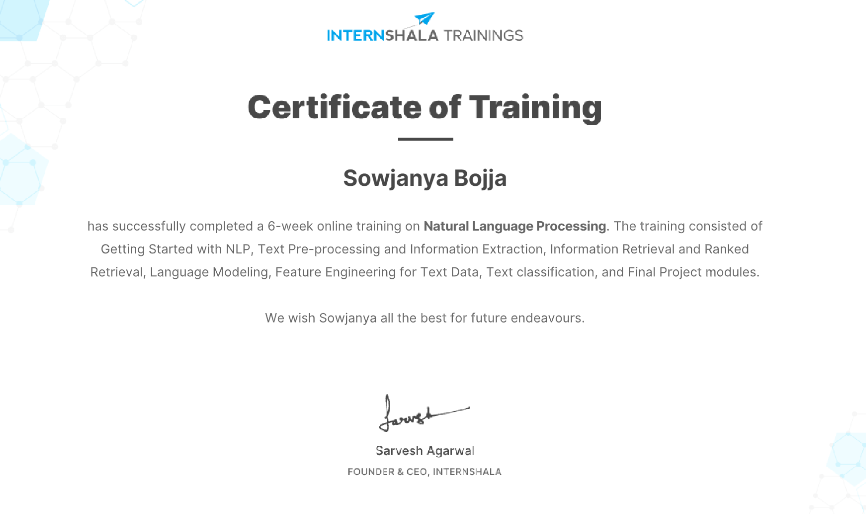 INTERNSHALA TRAININGS
Certificate of Training
Sowjanya Bojja
has successfully completed a 6-week online training on Natural Language Processing. The training consisted of
Getting Started with NLP, Text Pre-processing and Information Extraction, Information Retrieval and Ranked
Retrieval, Language Modeling, Feature Engineering for Text Data, Text classification, and Final Project modules.
We wish Sowjanya all the best for future endeavours.
Sarvesh
Sarvesh Agarwal
FOUNDER & CEO, INTERNSHALA